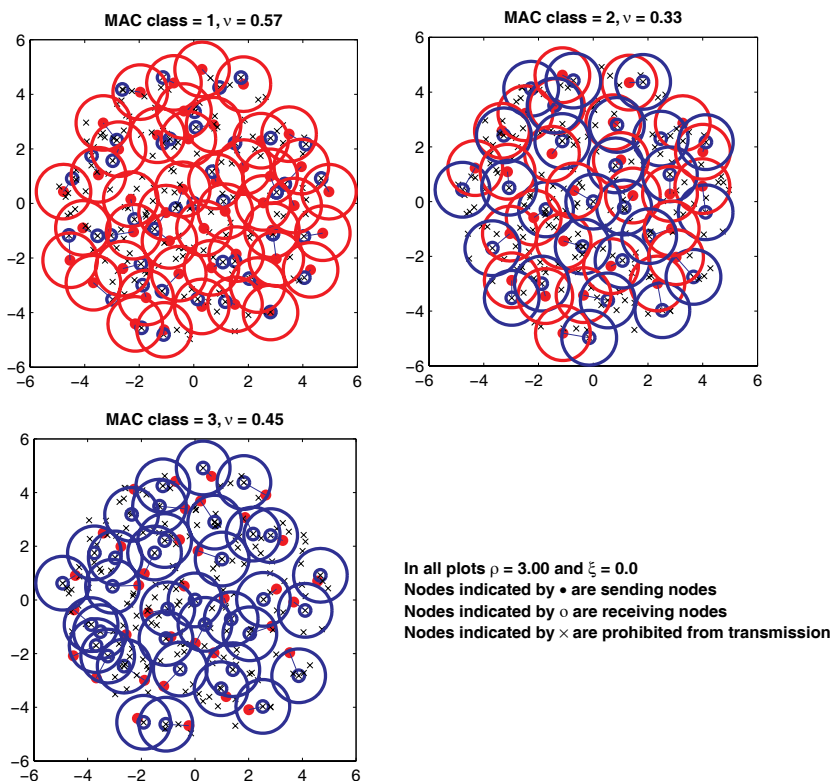 MAC class = 1, ν = 0.57
6
4
2
0
−2
−4
−6
−6 −4 −2 0 2 4 6
MAC class = 2, ν = 0.33
6
4
2
0
−2
−4
−6
−6 −4 −2 0 2 4 6
MAC class = 3, ν = 0.45
6
4
2
0
−2
−4
−6
−6 −4 −2 0 2 4 6
In all plots ρ = 3.00 and ξ = 0.0
Nodes indicated by • are sending nodes
Nodes indicated by o are receiving nodes
Nodes indicated by × are prohibited from transmission